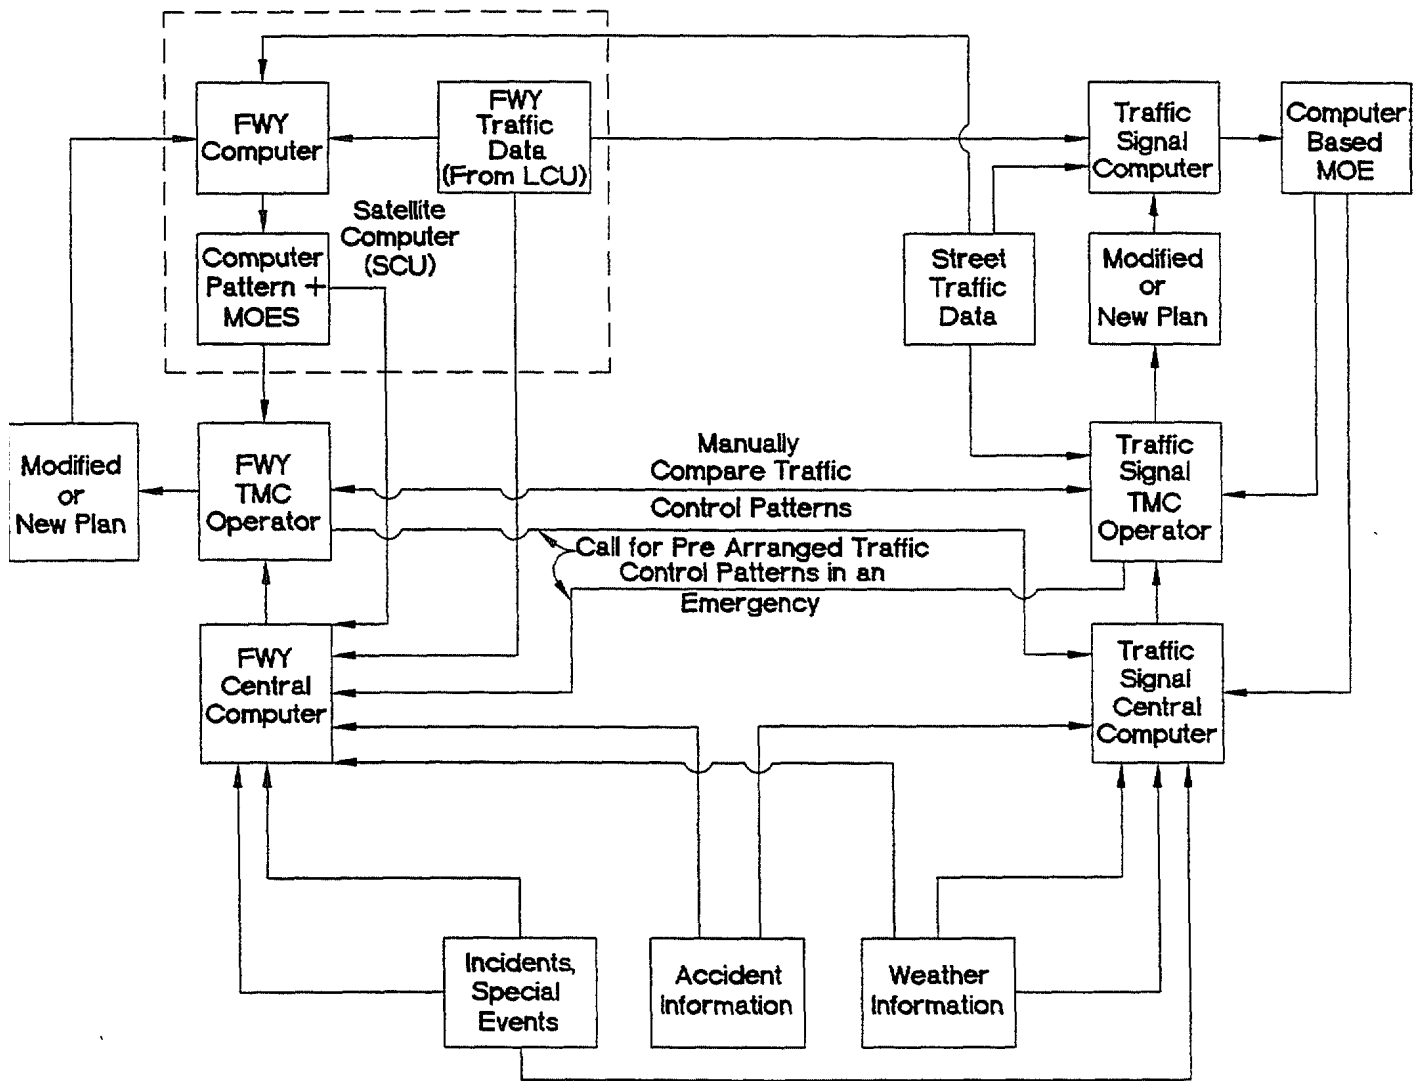 FWY
Computer
FWY
Traffic
Data
(From LCU)
Traffic
Signal
Computer
Computer
Based
MOE
Satellite
Computer
(SCU)
Computer
Pattern +
MOES
Street
Traffic
Data
Modified
or
New Plan
Modified
or
New Plan
FWY
TMC
Operator
Manually
Compare Traffic
Control Patterns
Traffic
Signal
TMC
Operator
Call for Pre Arranged Traffic
Control Patterns in an
Emergency
FWY
Central
Computer
Traffic
Signal
Central
Computer
Incidents,
Special
Events
Accident
Information
Weather
Information